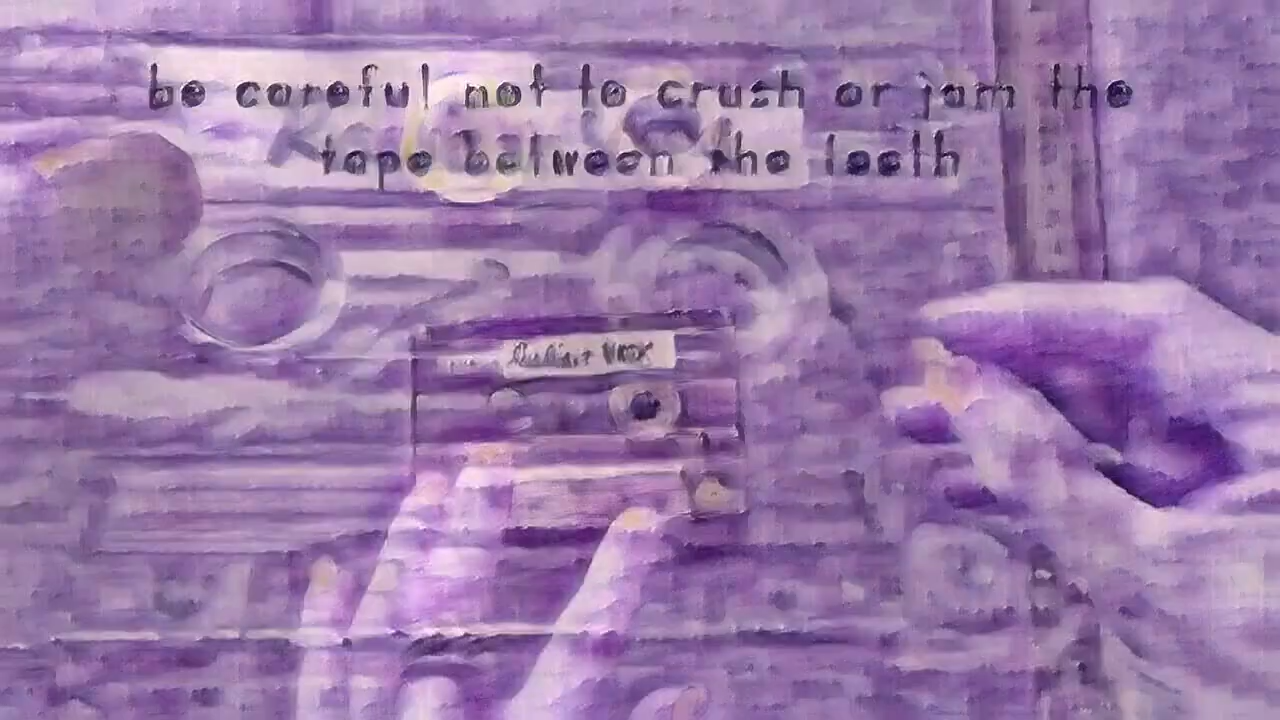 be careful not to crush or jam the
tape between the teeth